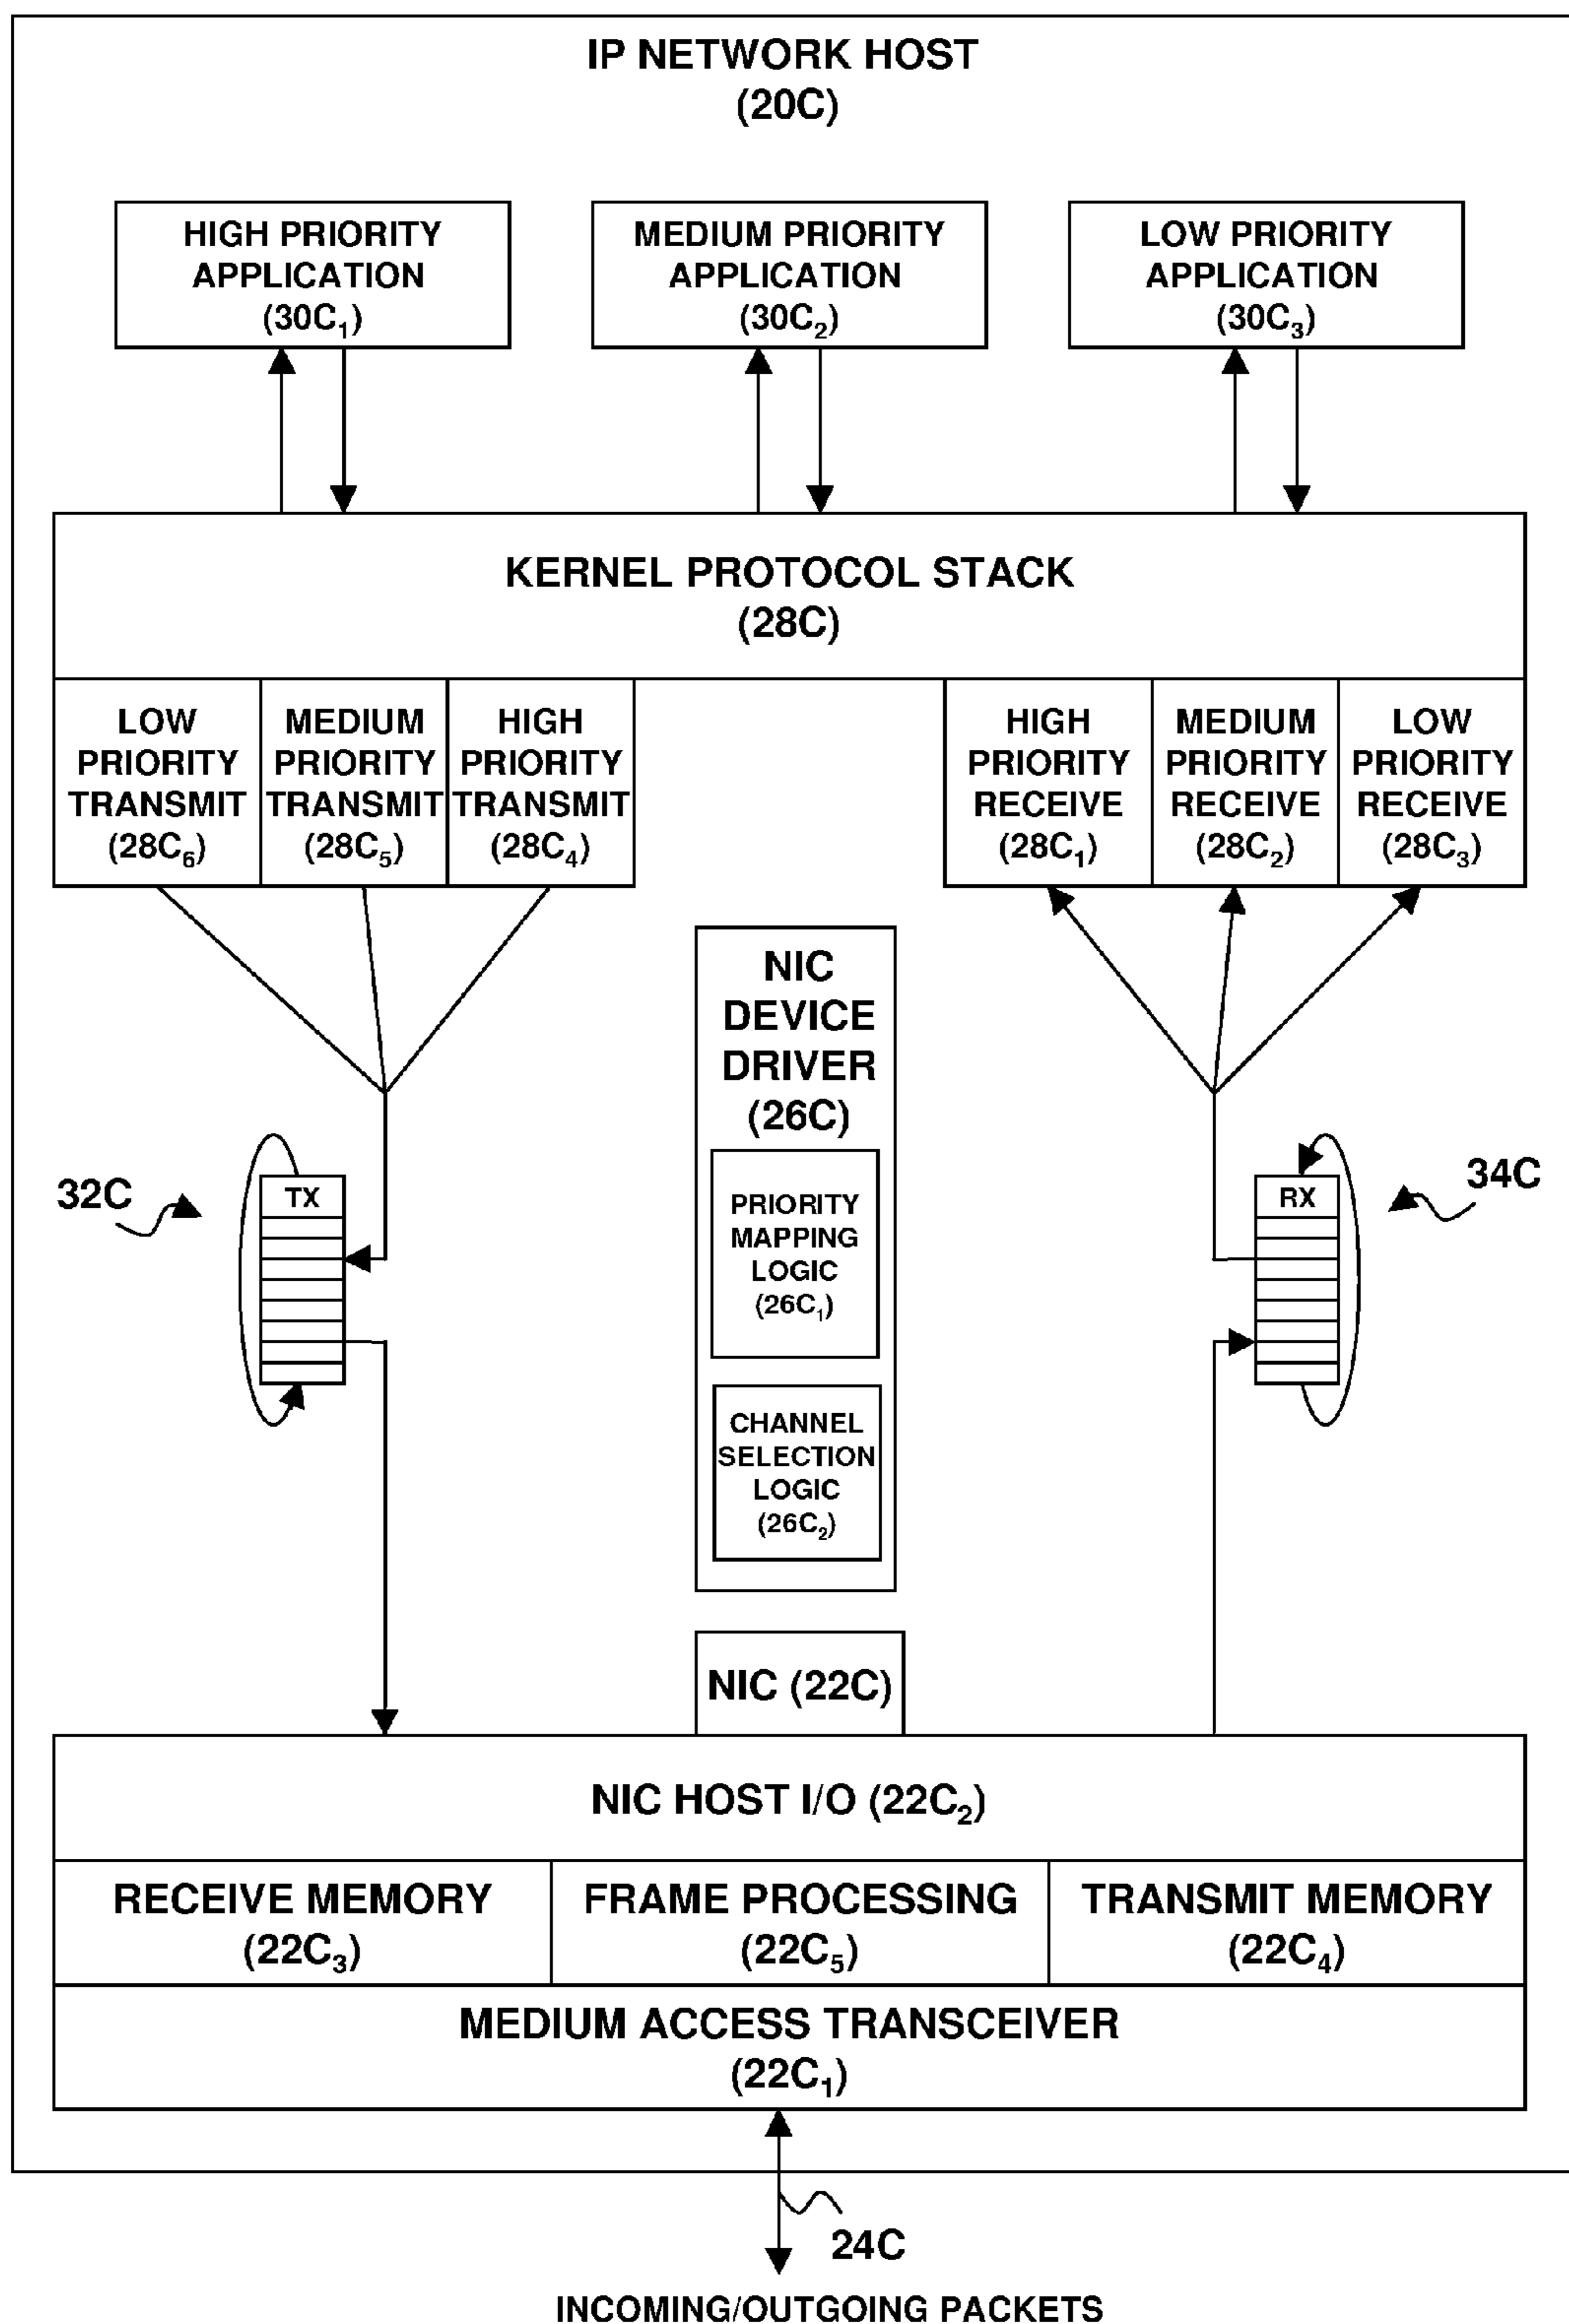 IP NETWORK HOST
(20C)
HIGH PRIORITY
APPLICATION
(30C₁)
MEDIUM PRIORITY
APPLICATION
(30C₂)
LOW PRIORITY
APPLICATION
(30C₃)
KERNEL PROTOCOL STACK
(28C)
LOW
PRIORITY
TRANSMIT
(28C₆)
MEDIUM
PRIORITY
TRANSMIT
(28C₅)
HIGH
PRIORITY
TRANSMIT
(28C₄)
HIGH
PRIORITY
RECEIVE
(28C₁)
MEDIUM
PRIORITY
RECEIVE
(28C₂)
LOW
PRIORITY
RECEIVE
(28C₃)
NIC
DEVICE
DRIVER
(26C)
PRIORITY
MAPPING
LOGIC
(26C₁)
CHANNEL
SELECTION
LOGIC
(26C₂)
32C
TX
RX
34C
NIC (22C)
NIC HOST I/O (22C₂)
RECEIVE MEMORY
(22C₃)
FRAME PROCESSING
(22C₅)
TRANSMIT MEMORY
(22C₄)
MEDIUM ACCESS TRANSCEIVER
(22C₁)
24C
INCOMING/OUTGOING PACKETS